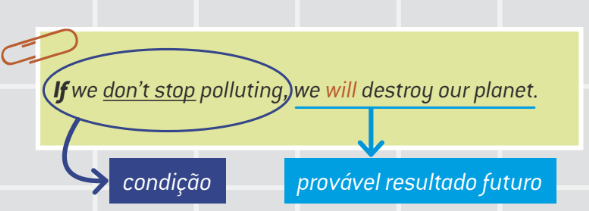 If we don't stop polluting, we will destroy our planet.
condição
provável resultado futuro